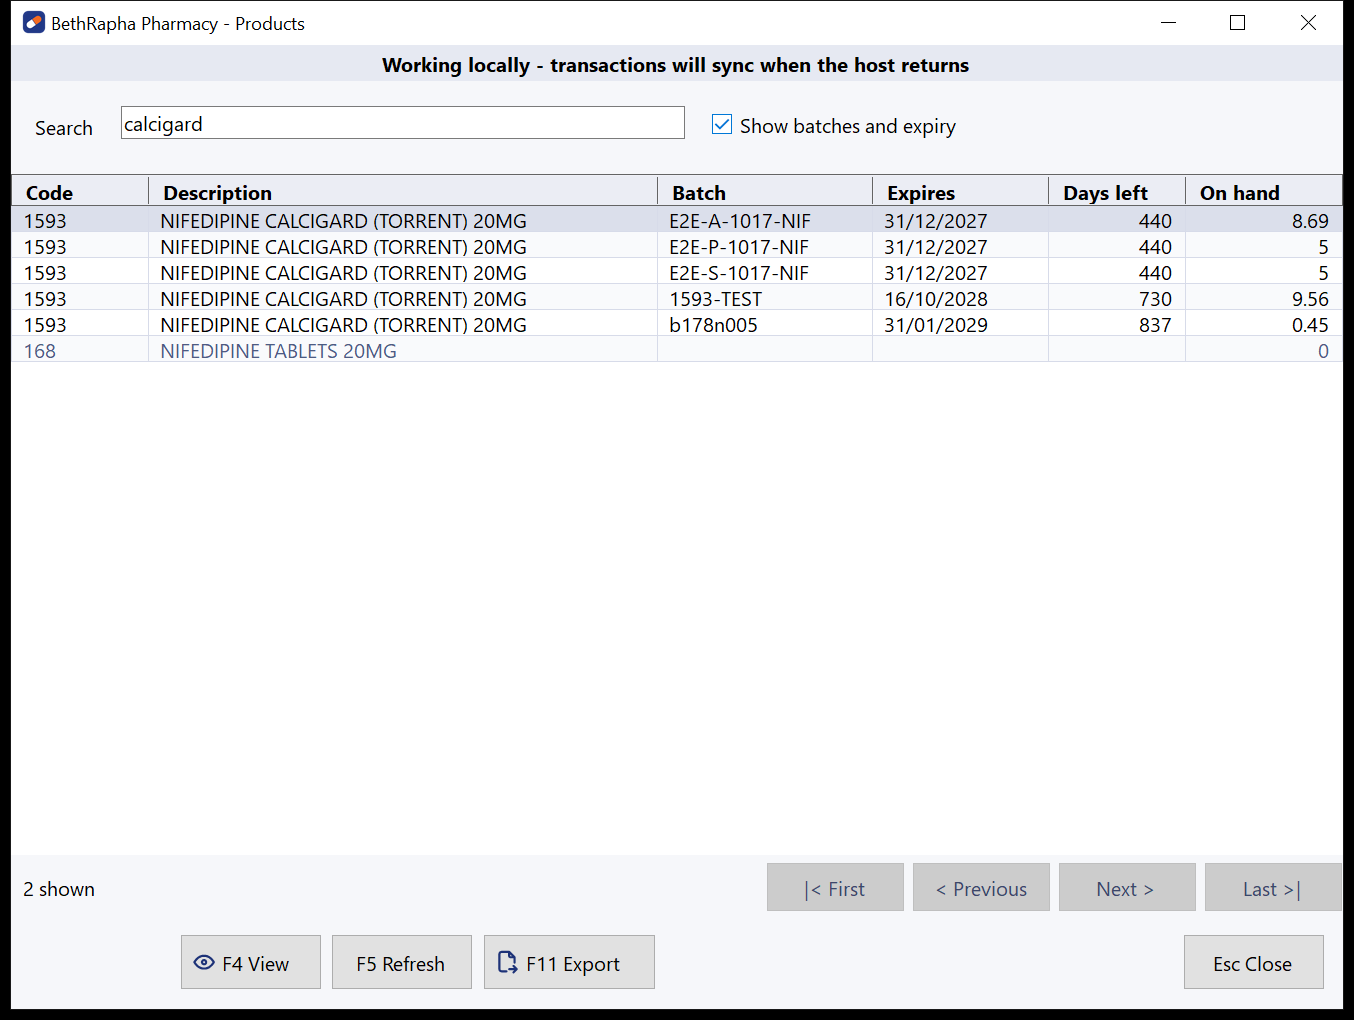 BethRapha Pharmacy - Products
Working locally - transactions will sync when the host returns
Search calcigard Show batches and expiry
Code Description Batch Expires Days left On hand
1593 NIFEDIPINE CALCIGARD (TORRENT) 20MG E2E-A-1017-NIF 31/12/2027 440 8.69
1593 NIFEDIPINE CALCIGARD (TORRENT) 20MG E2E-P-1017-NIF 31/12/2027 440 5
1593 NIFEDIPINE CALCIGARD (TORRENT) 20MG E2E-S-1017-NIF 31/12/2027 440 5
1593 NIFEDIPINE CALCIGARD (TORRENT) 20MG 1593-TEST 16/10/2028 730 9.56
1593 NIFEDIPINE CALCIGARD (TORRENT) 20MG b178n005 31/01/2029 837 0.45
168 NIFEDIPINE TABLETS 20MG 0
2 shown |< First < Previous Next > Last >|
F4 View F5 Refresh F11 Export Esc Close